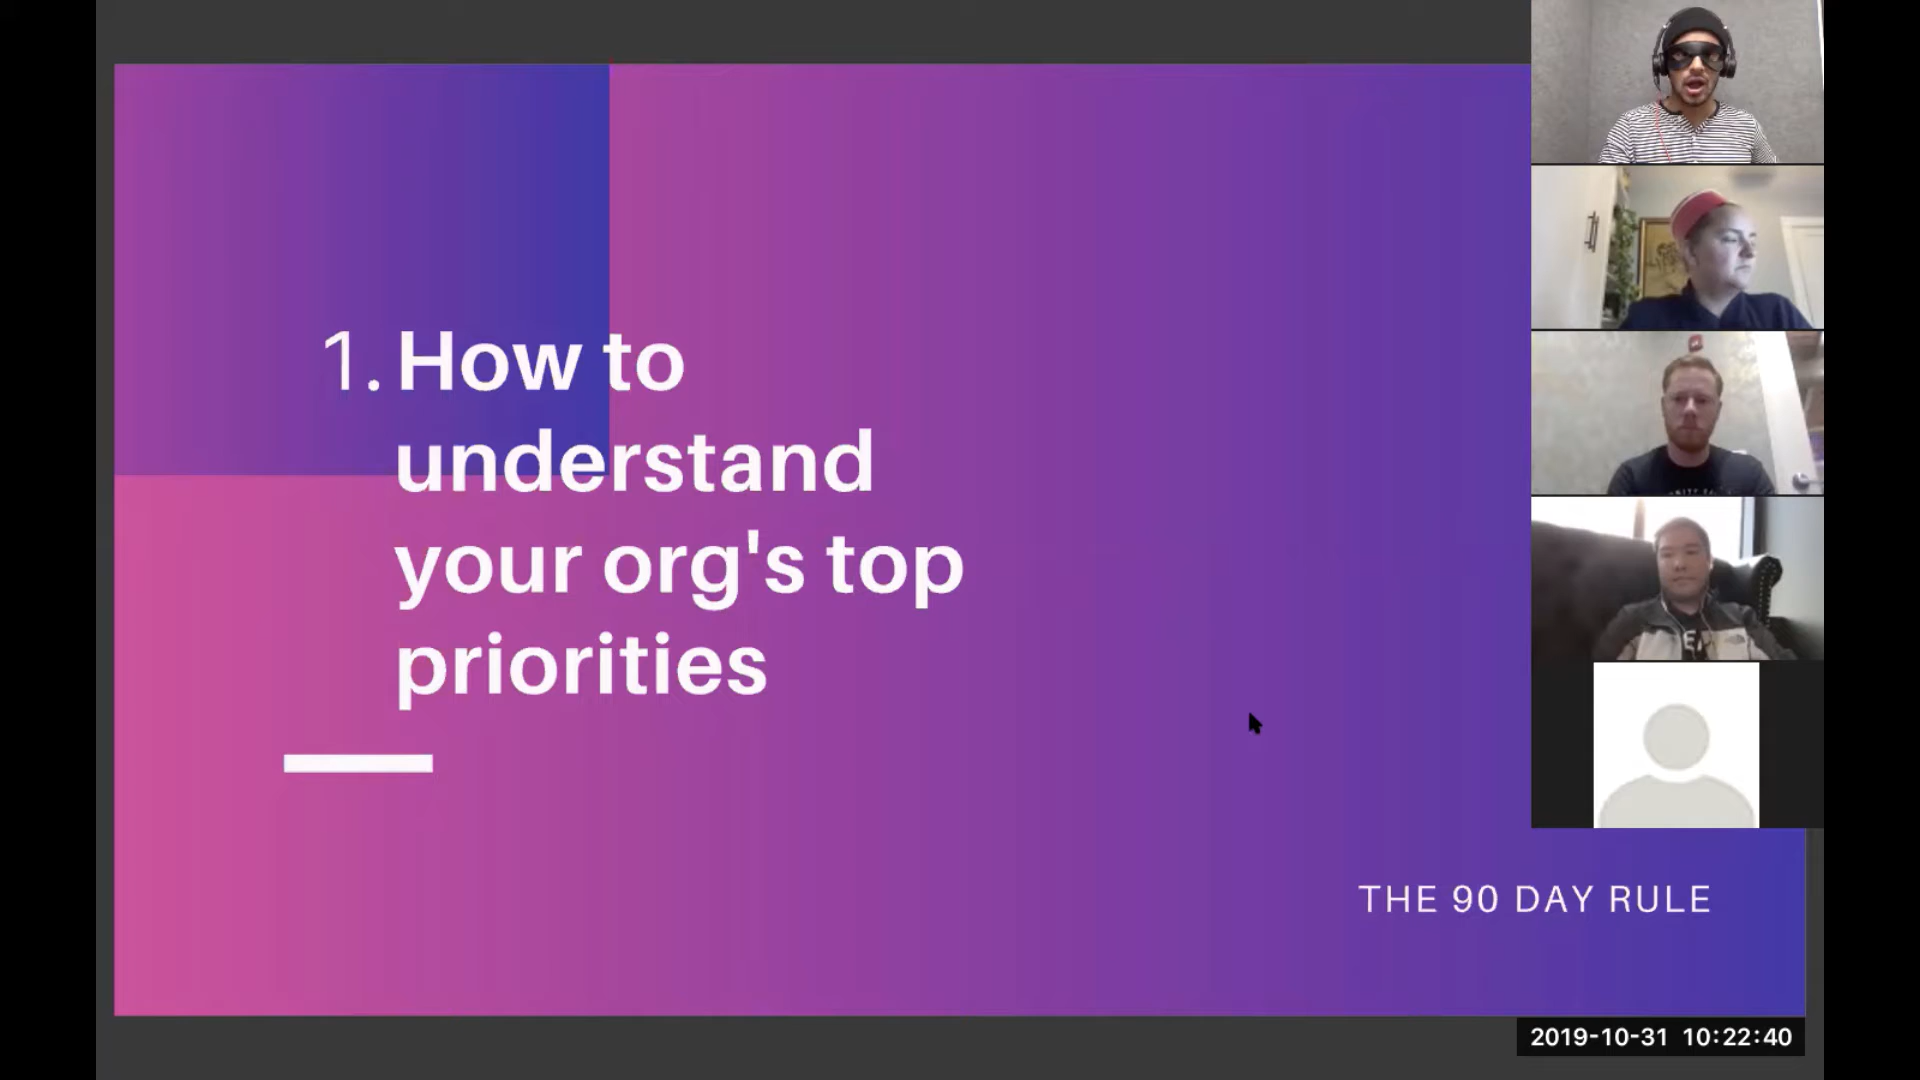 1. How to
understand
your org's top
priorities
THE 90 DAY RULE
2019-10-31 10:22:40